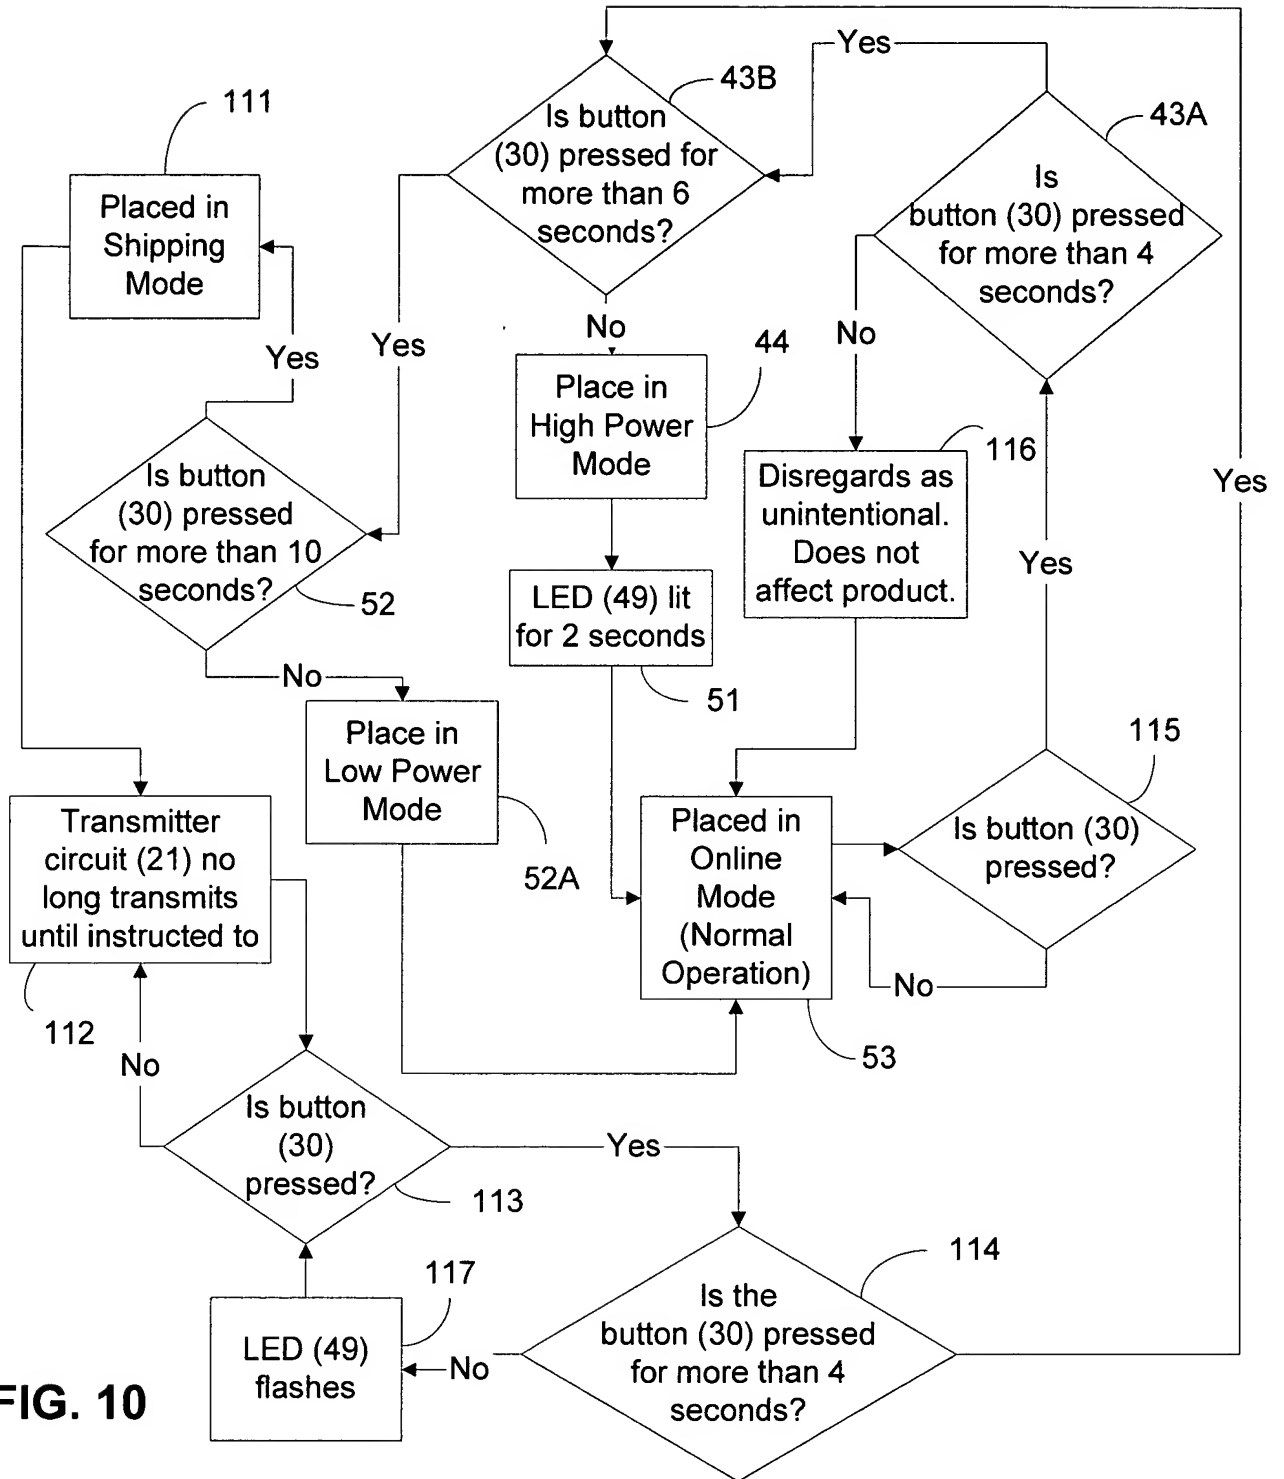 Yes
43B
Is button
(30) pressed for
more than 6
seconds?
43A
Is
button (30) pressed
for more than 4
seconds?
111
Placed in
Shipping
Mode
Yes
Yes
No
44
Place in
High Power
Mode
No
116
Disregards as
unintentional.
Does not
affect product.
Yes
Yes
Is button
(30) pressed
for more than 10
seconds?
52
LED (49) lit
for 2 seconds
51
No
Place in
Low Power
Mode
52A
115
Is button (30)
pressed?
Placed in
Online
Mode
(Normal
Operation)
53
No
Transmitter
circuit (21) no
long transmits
until instructed to
112
No
Is button
(30)
pressed?
113
Yes
114
Is the
button (30) pressed
for more than 4
seconds?
No
117
LED (49)
flashes
FIG. 10